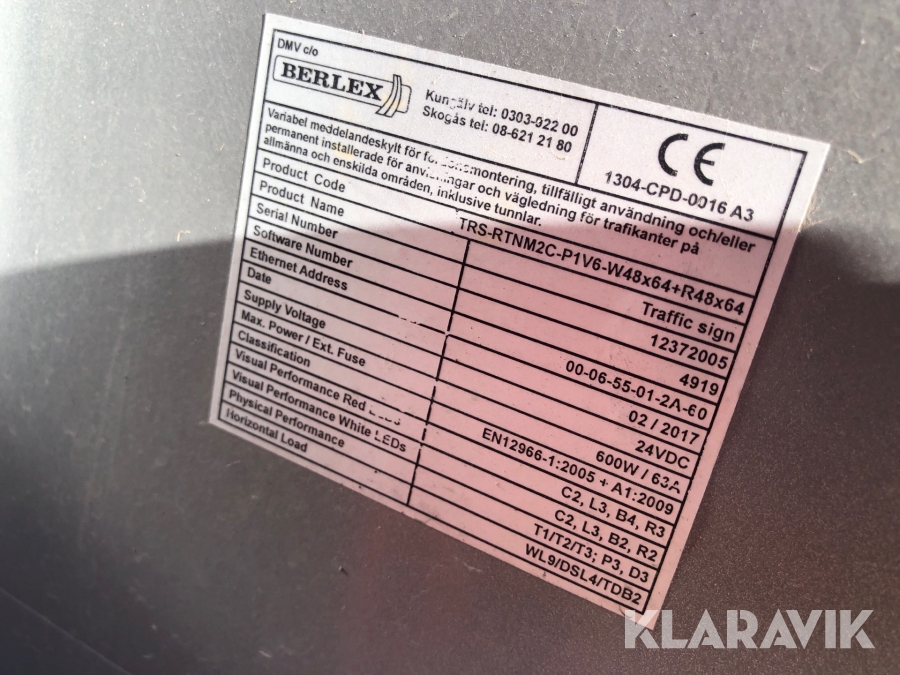 DMV c/o
BERLEX
Kungälv tel: 0303-922 00
Skogås tel: 08-621 21 80
CE
1304-CPD-0016 A3
Variabel meddelandeskylt för fordonsmontering, tillfälligt användning och/eller
permanent installerade för anvisningar och vägledning för trafikanter på
allmänna och enskilda områden, inklusive tunnlar.
Product Code TRS-RTNM2C-P1V6-W48x64+R48x64
Product Name Traffic sign
Serial Number 12372005
Software Number 4919
Ethernet Address 00-06-55-01-2A-60
Date 02 / 2017
Supply Voltage 24VDC
Max. Power / Ext. Fuse 600W / 63A
Classification EN12966-1:2005 + A1:2009
Visual Performance Red LEDs C2, L3, B4, R3
Visual Performance White LEDs C2, L3, B2, R2
Physical Performance T1/T2/T3; P3, D3
Horizontal Load WL9/DSL4/TDB2
KLARAVIK